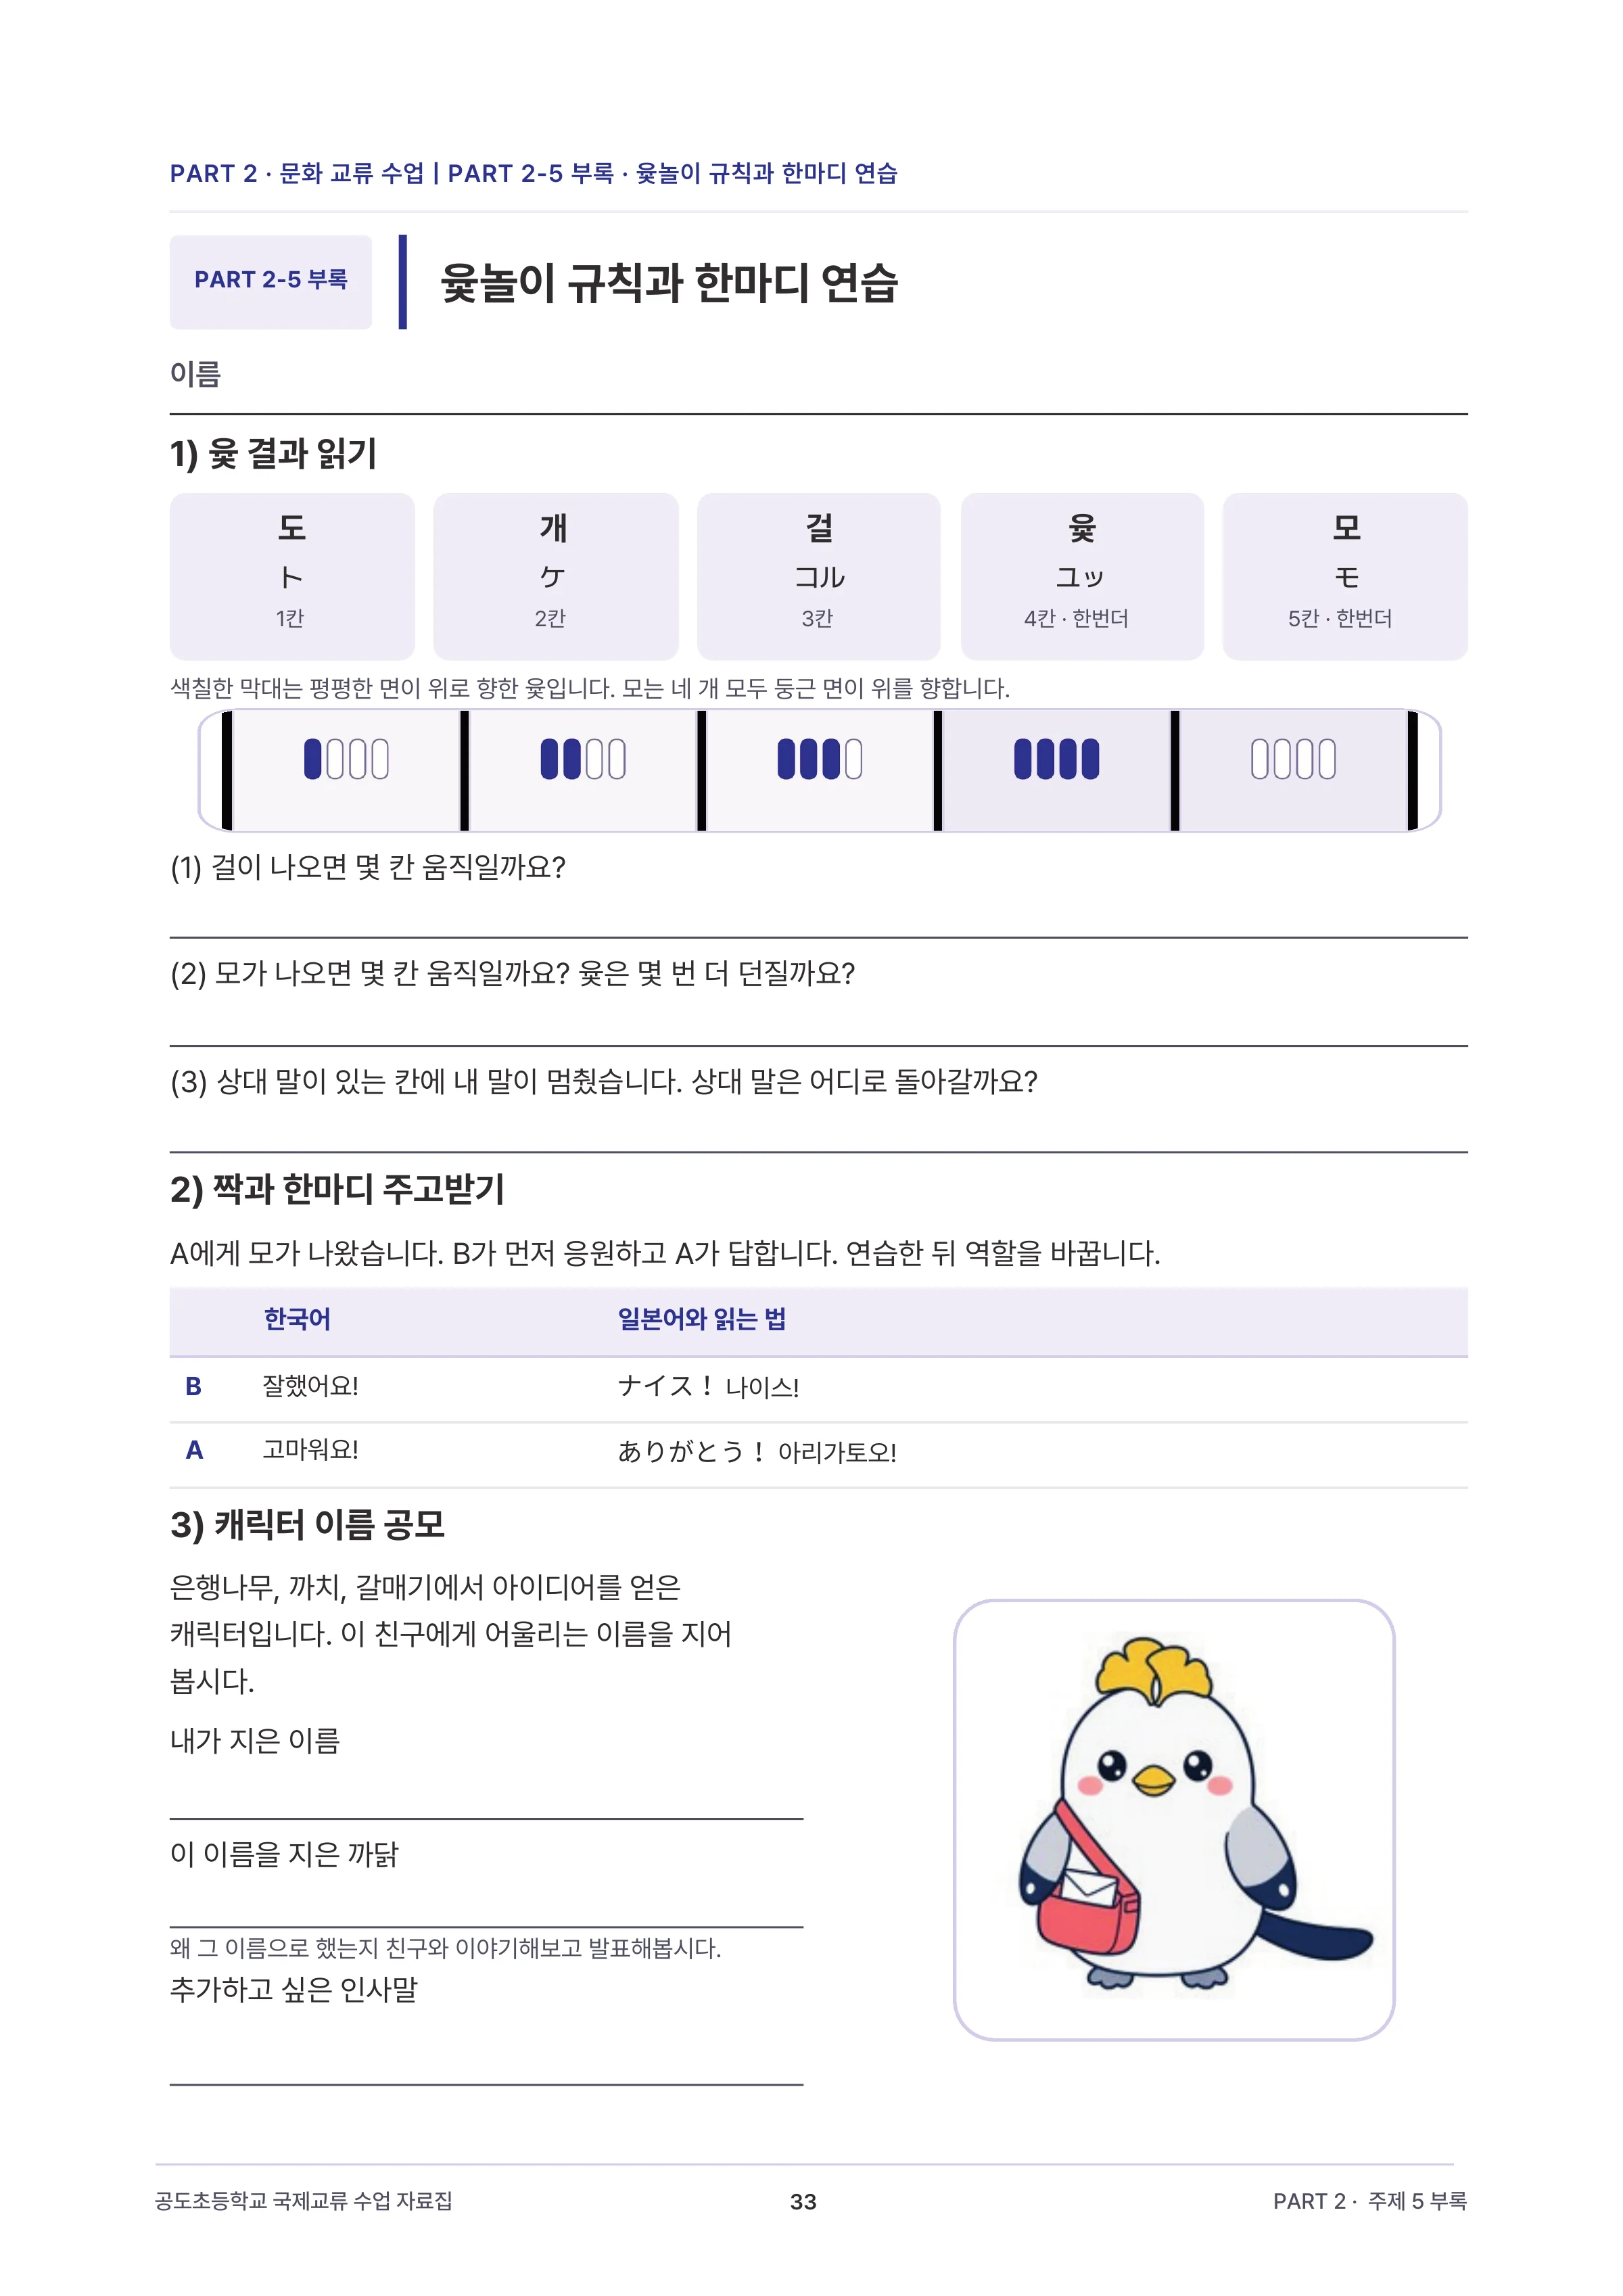 PART 2 · 문화 교류 수업 | PART 2-5 부록 · 윷놀이 규칙과 한마디 연습
PART 2-5 부록
윷놀이 규칙과 한마디 연습
이름
1) 윷 결과 읽기
도
ト
1칸
개
ケ
2칸
걸
コル
3칸
윷
ユッ
4칸 · 한번더
모
モ
5칸 · 한번더
색칠한 막대는 평평한 면이 위로 향한 윷입니다. 모는 네 개 모두 둥근 면이 위를 향합니다.
(1) 걸이 나오면 몇 칸 움직일까요?
(2) 모가 나오면 몇 칸 움직일까요? 윷은 몇 번 더 던질까요?
(3) 상대 말이 있는 칸에 내 말이 멈췄습니다. 상대 말은 어디로 돌아갈까요?
2) 짝과 한마디 주고받기
A에게 모가 나왔습니다. B가 먼저 응원하고 A가 답합니다. 연습한 뒤 역할을 바꿉니다.
한국어 일본어와 읽는 법
B 잘했어요! ナイス！ 나이스!
A 고마워요! ありがとう！ 아리가토오!
3) 캐릭터 이름 공모
은행나무, 까치, 갈매기에서 아이디어를 얻은
캐릭터입니다. 이 친구에게 어울리는 이름을 지어
봅시다.
내가 지은 이름
이 이름을 지은 까닭
왜 그 이름으로 했는지 친구와 이야기해보고 발표해봅시다.
추가하고 싶은 인사말
공도초등학교 국제교류 수업 자료집 33 PART 2 · 주제 5 부록